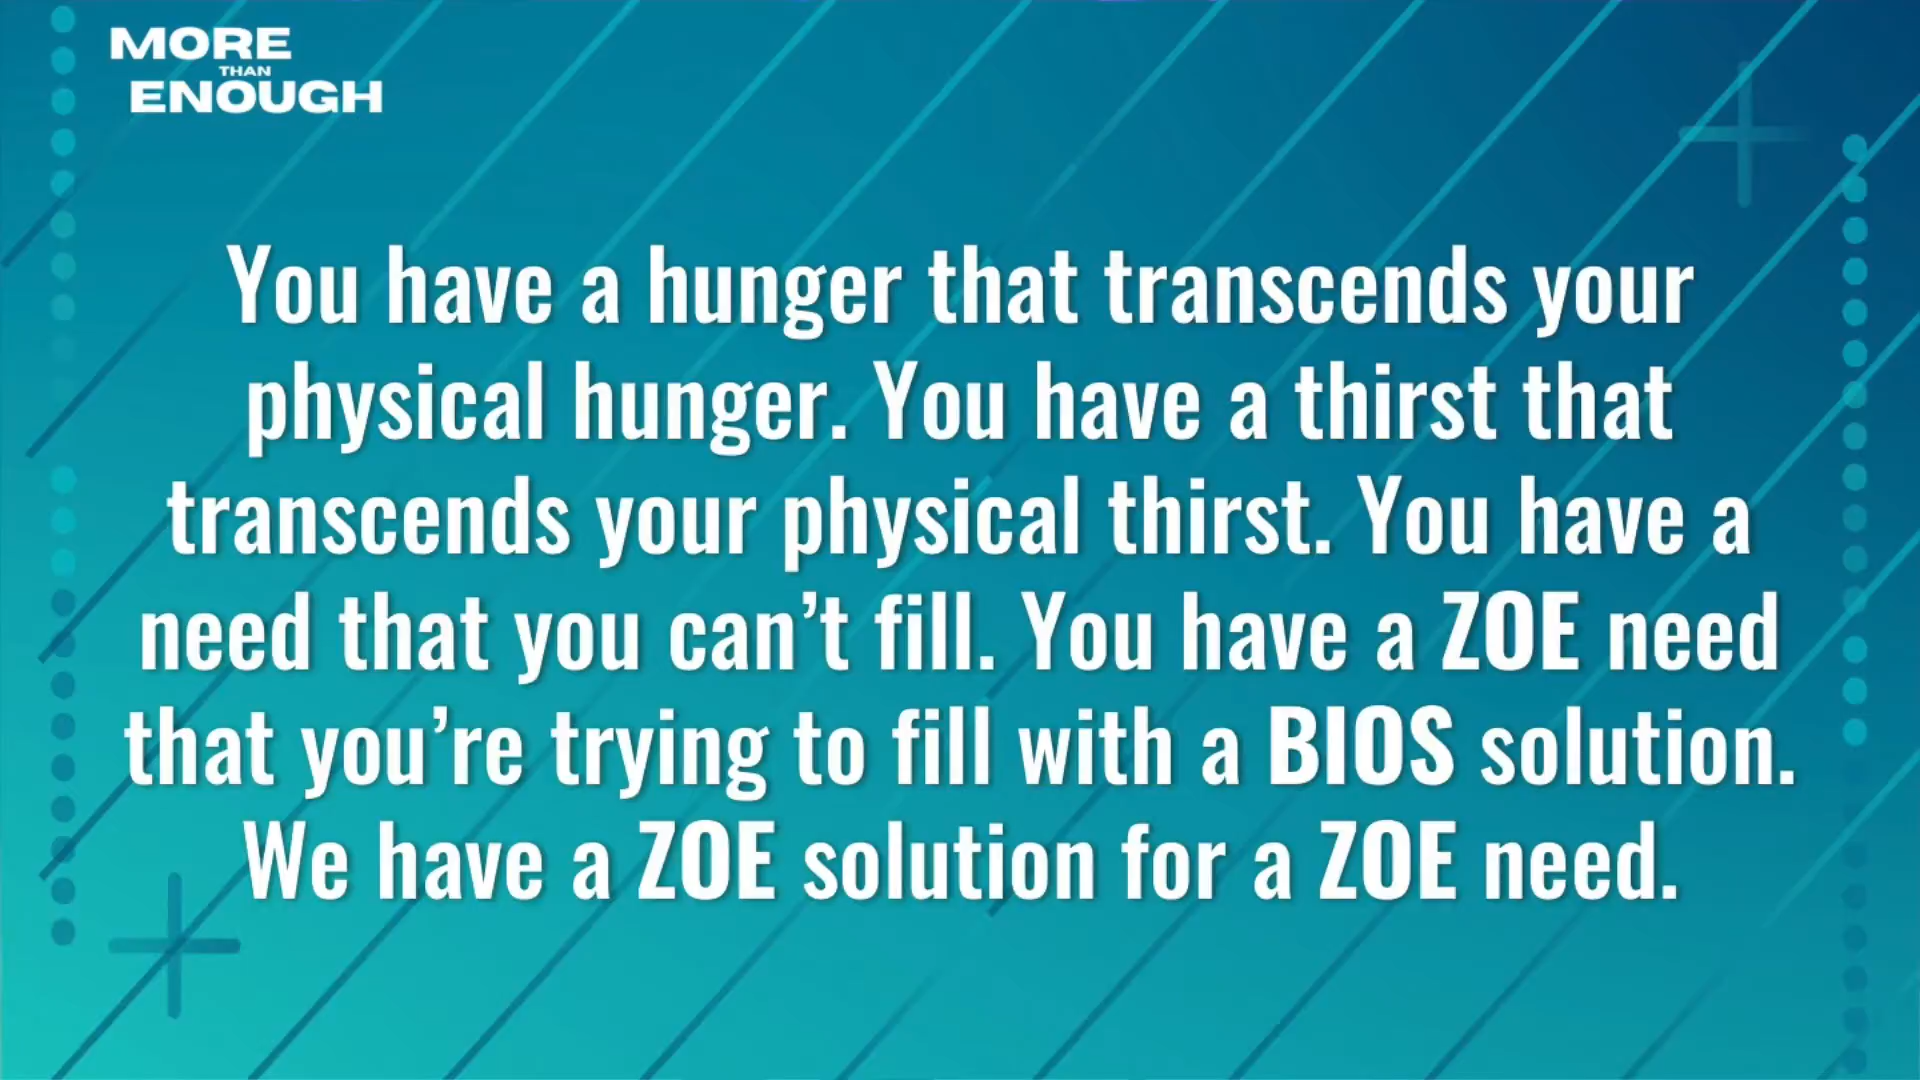 MORE
THAN
ENOUGH
You have a hunger that transcends your
physical hunger. You have a thirst that
transcends your physical thirst. You have a
need that you can’t fill. You have a ZOE need
that you’re trying to fill with a BIOS solution.
We have a ZOE solution for a ZOE need.